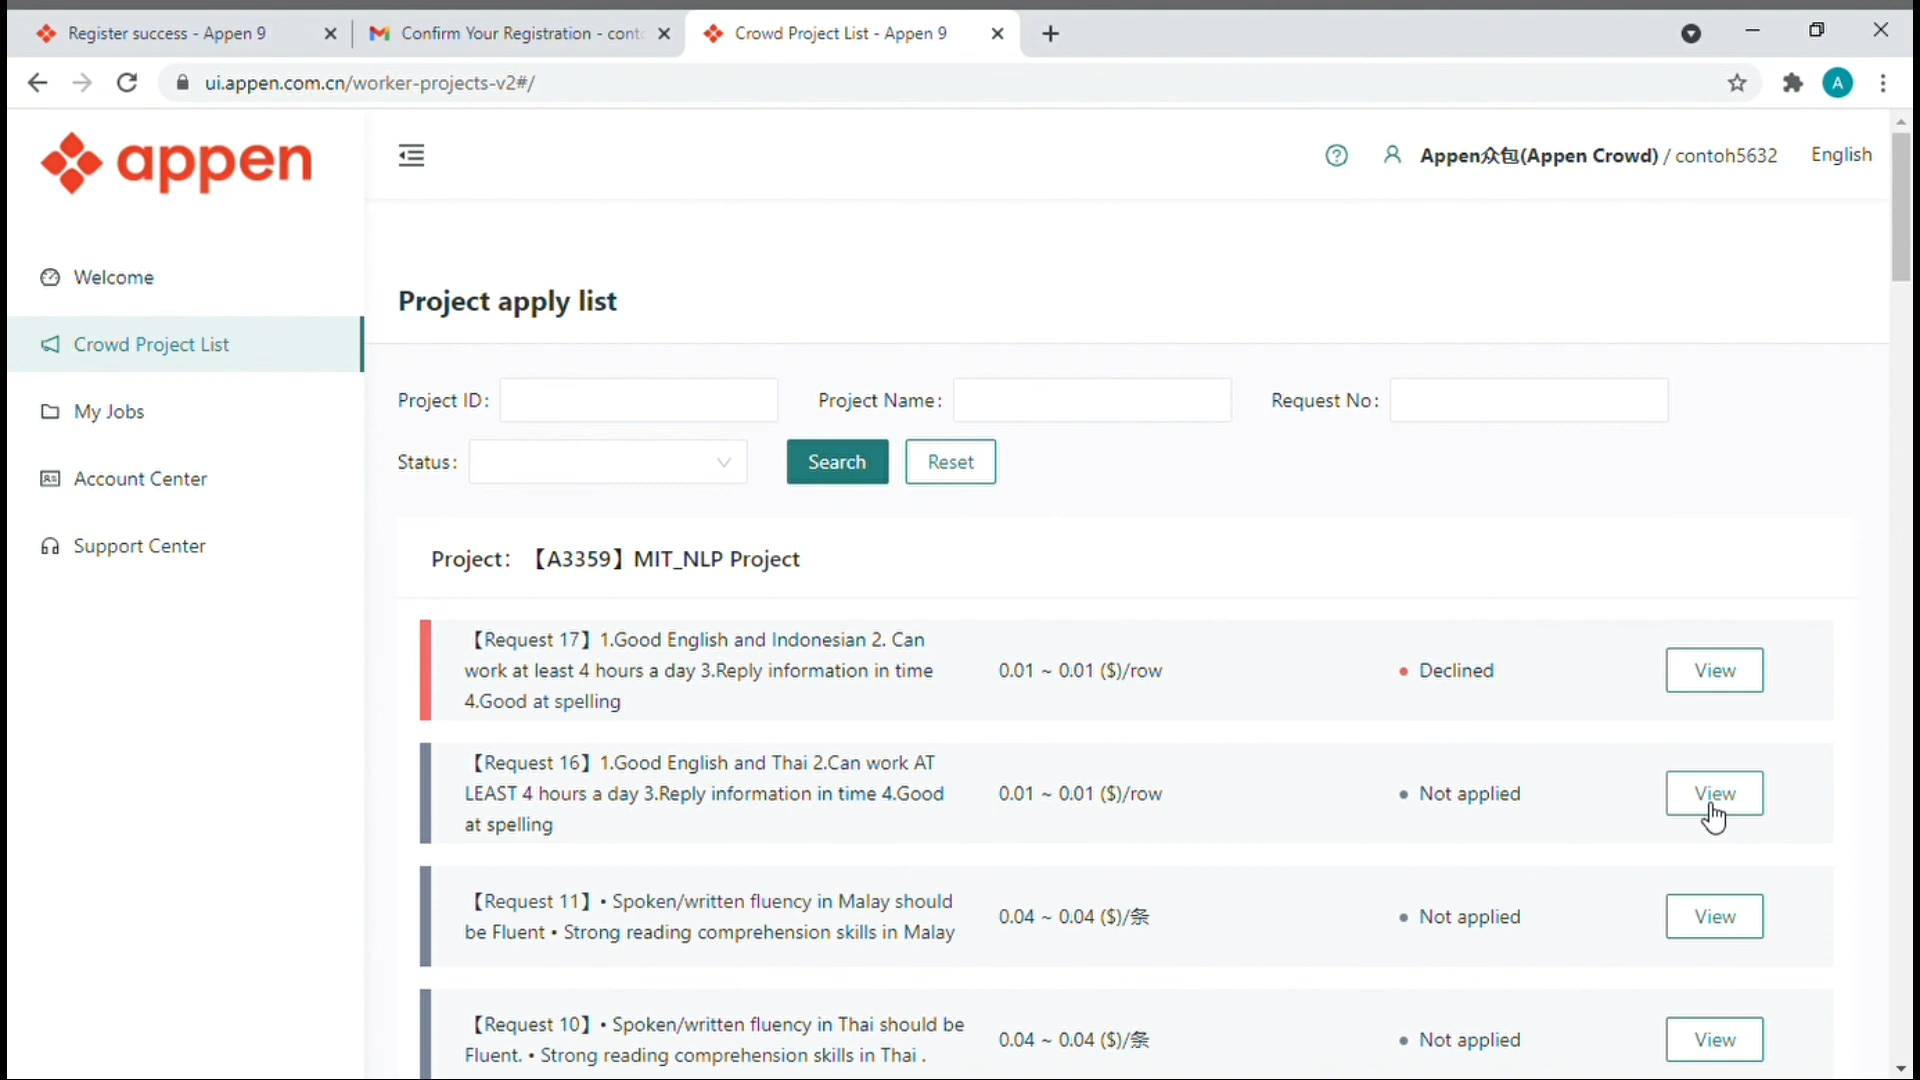 Register success - Appen 9
Confirm Your Registration - conto
Crowd Project List - Appen 9
ui.appen.com.cn/worker-projects-v2#/
A
appen
Appen众包(Appen Crowd) / contoh5632
English
Welcome
Crowd Project List
My Jobs
Account Center
Support Center
Project apply list
Project ID:
Project Name:
Request No:
Status:
Search
Reset
Project: 【A3359】MIT_NLP Project
【Request 17】1.Good English and Indonesian 2. Can
work at least 4 hours a day 3.Reply information in time
4.Good at spelling
0.01 ~ 0.01 ($)/row
Declined
View
【Request 16】1.Good English and Thai 2.Can work AT
LEAST 4 hours a day 3.Reply information in time 4.Good
at spelling
0.01 ~ 0.01 ($)/row
Not applied
View
【Request 11】• Spoken/written fluency in Malay should
be Fluent • Strong reading comprehension skills in Malay
0.04 ~ 0.04 ($)/条
Not applied
View
【Request 10】• Spoken/written fluency in Thai should be
Fluent. • Strong reading comprehension skills in Thai .
0.04 ~ 0.04 ($)/条
Not applied
View